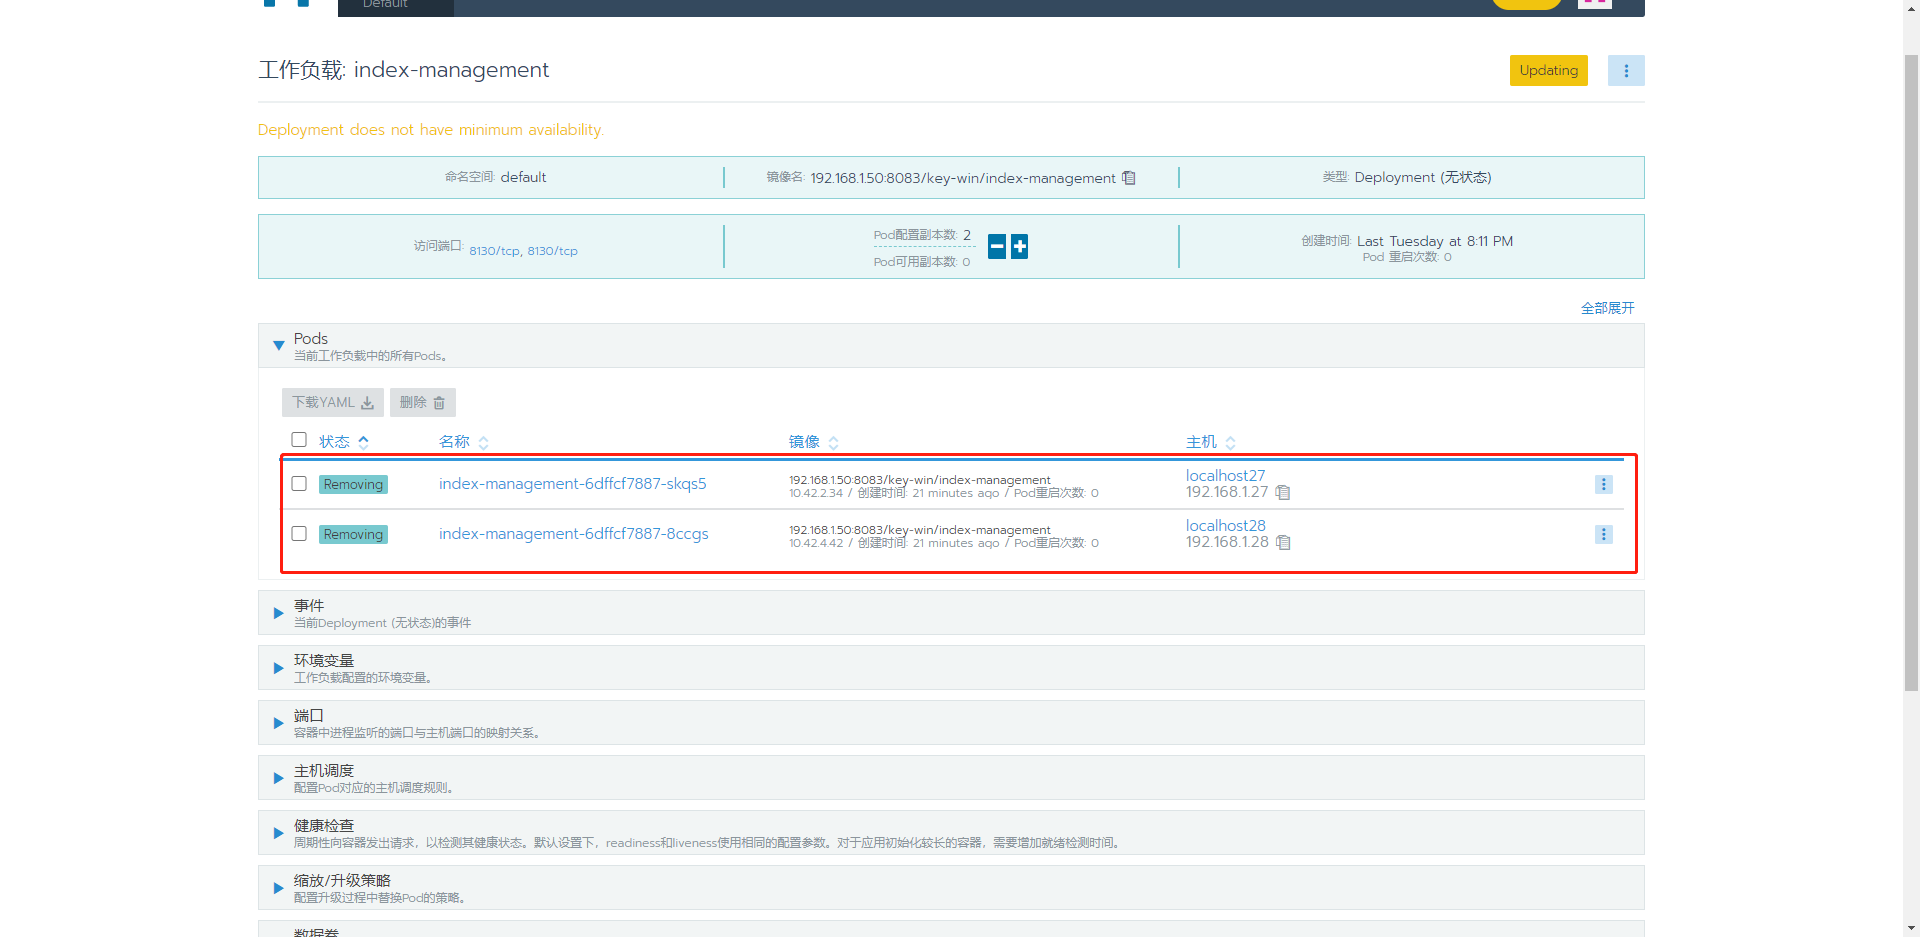 Default
工作负载: index-management
Updating
Deployment does not have minimum availability.
命名空间: default
镜像名: 192.168.1.50:8083/key-win/index-management
类型: Deployment (无状态)
访问端口: 8130/tcp, 8130/tcp
Pod配置副本数: 2
Pod可用副本数: 0
创建时间: Last Tuesday at 8:11 PM
Pod 重启次数: 0
全部展开
Pods
当前工作负载中的所有Pods。
下载YAML 删除
状态 名称 镜像 主机
Removing index-management-6dffcf7887-skqs5 192.168.1.50:8083/key-win/index-management localhost27
10.42.2.34 / 创建时间: 21 minutes ago / Pod重启次数: 0 192.168.1.27
Removing index-management-6dffcf7887-8ccgs 192.168.1.50:8083/key-win/index-management localhost28
10.42.4.42 / 创建时间: 21 minutes ago / Pod重启次数: 0 192.168.1.28
事件
当前Deployment (无状态)的事件
环境变量
工作负载配置的环境变量。
端口
容器中进程监听的端口与主机端口的映射关系。
主机调度
配置Pod对应的主机调度规则。
健康检查
周期性向容器发出请求，以检测其健康状态。默认设置下，readiness和liveness使用相同的配置参数。对于应用初始化较长的容器，需要增加就绪检测时间。
缩放/升级策略
配置升级过程中替换Pod的策略。
数据卷